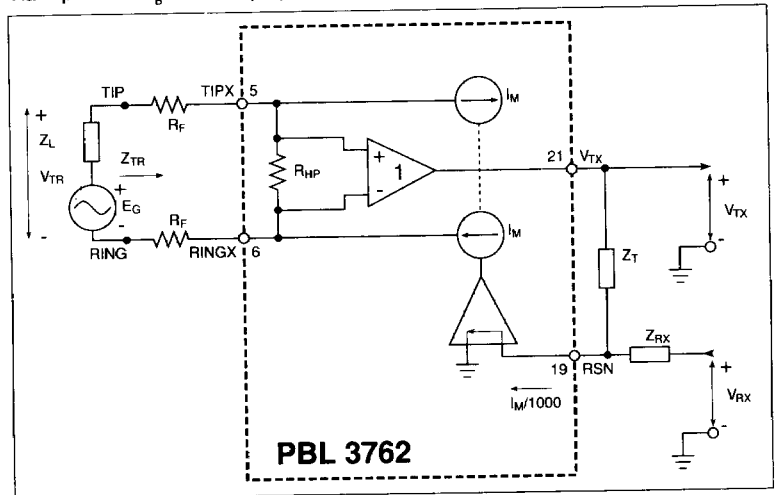 TIP
TIPX
5
R_F
Z_L
Z_TR
V_TR
E_G
R_HP
+
-
1
I_M
21
V_TX
+
V_TX
-
R_F
RING
RINGX
6
I_M
Z_T
Z_RX
19
RSN
I_M/1000
+
V_RX
-
PBL 3762